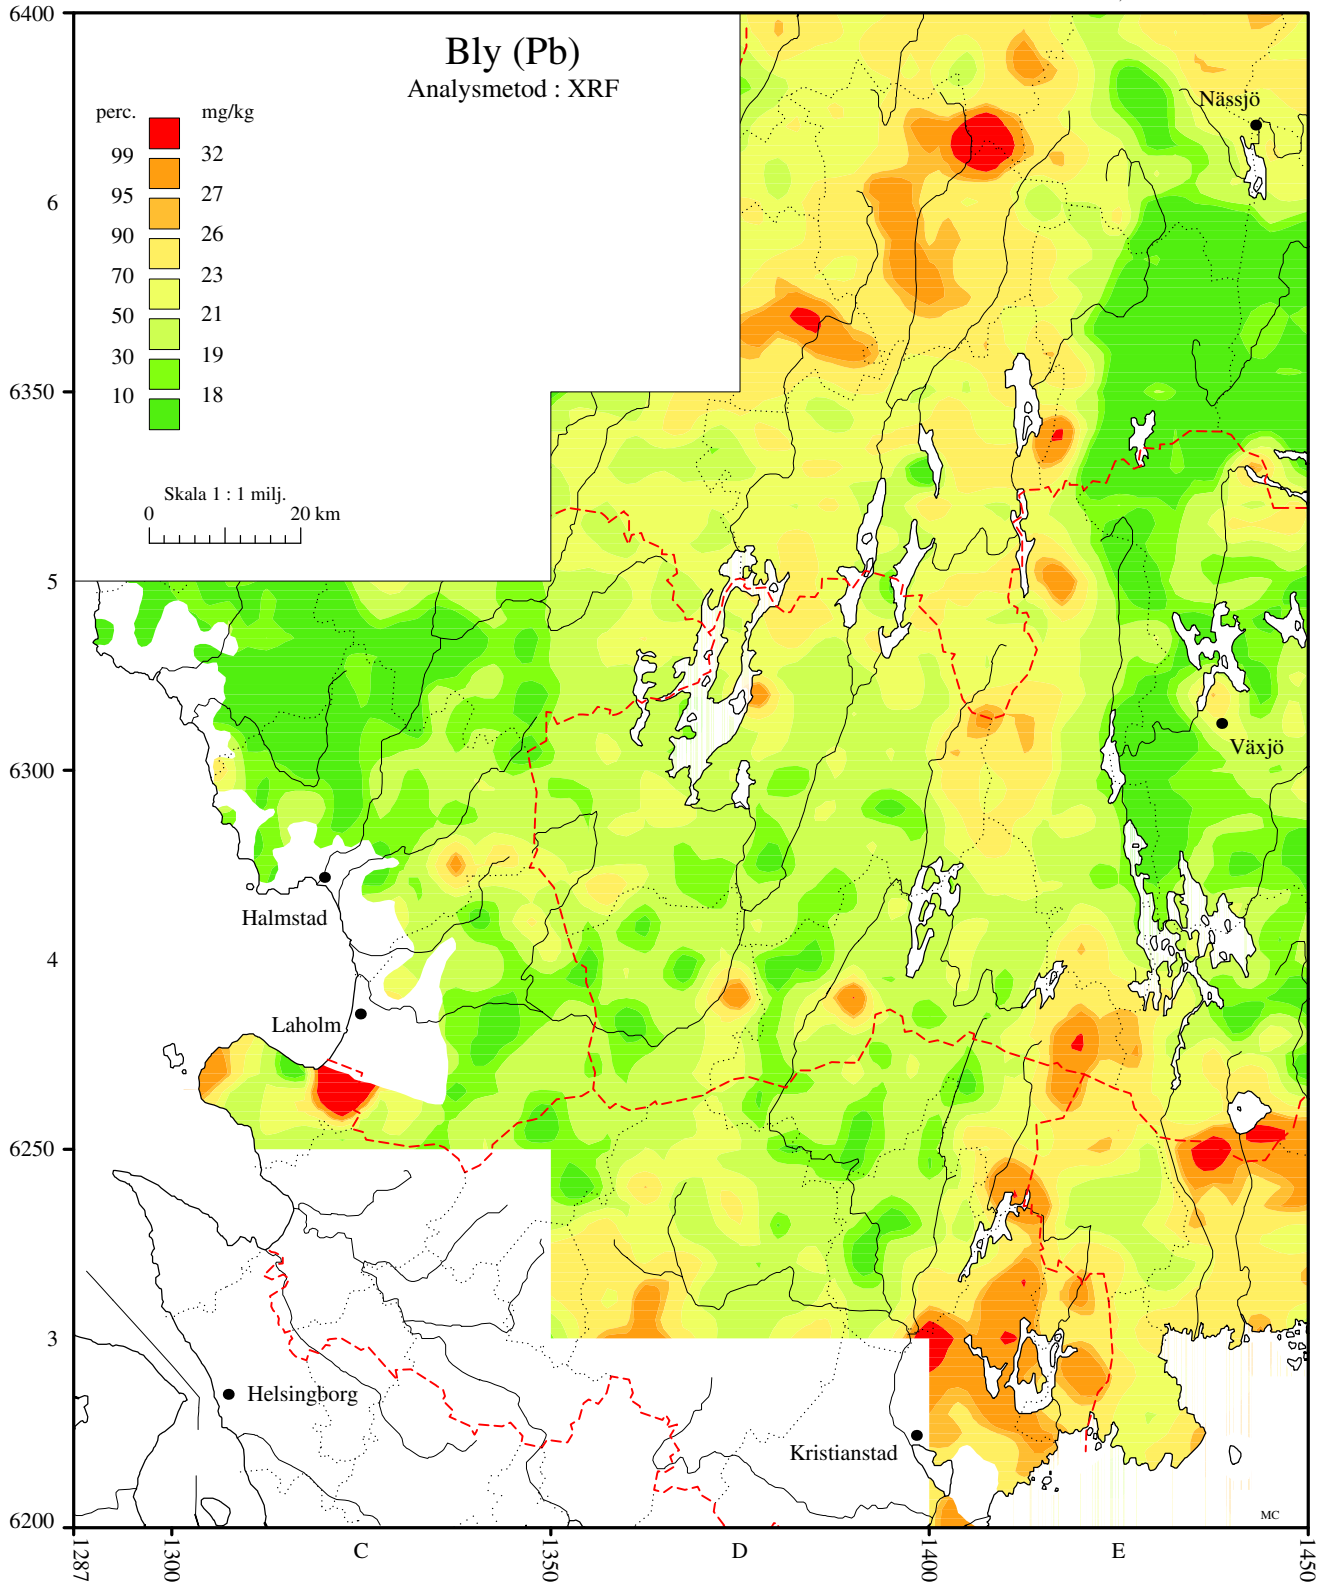 6400
Bly (Pb)
Analysmetod : XRF
perc. mg/kg
99 32
95 27
90 26
70 23
50 21
30 19
10 18
Nässjö
6
6350
Skala 1 : 1 milj.
0 20 km
5
Växjö
6300
Halmstad
4
Laholm
6250
3
Helsingborg
Kristianstad
MC
6200
1287
1300
C
1350
D
1400
E
1450